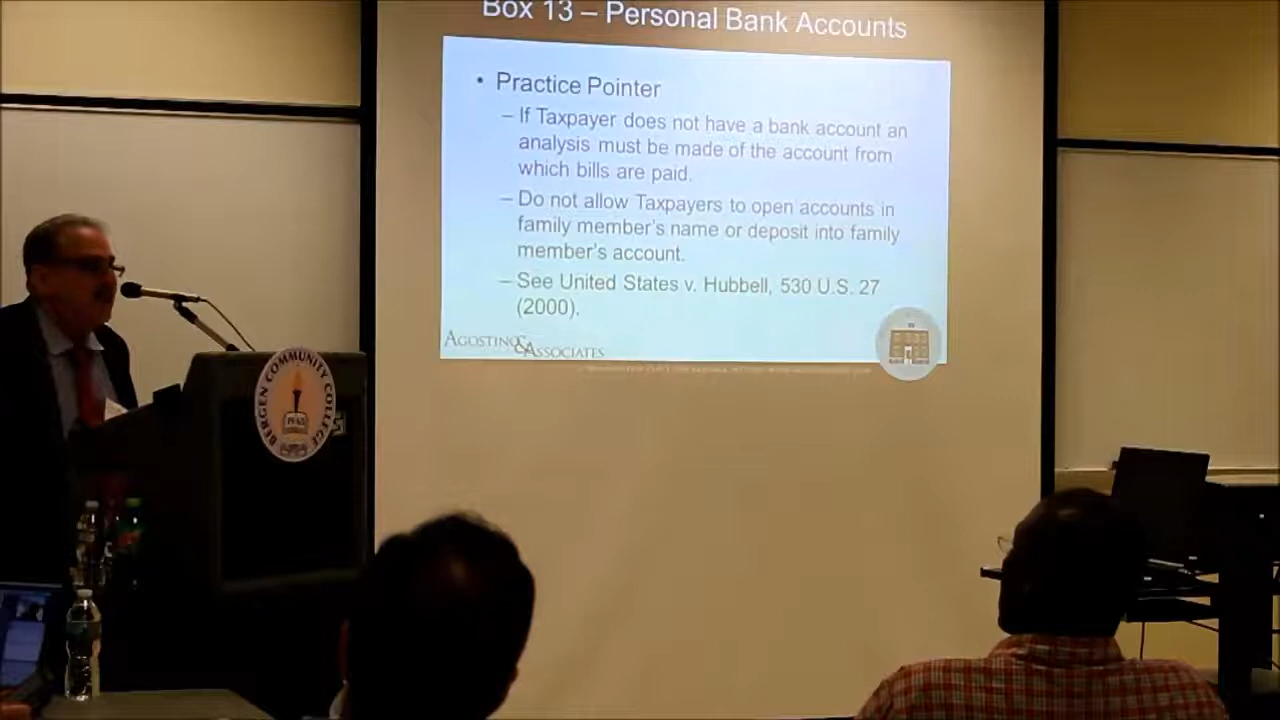 Box 13 – Personal Bank Accounts
• Practice Pointer
– If Taxpayer does not have a bank account an
analysis must be made of the account from
which bills are paid.
– Do not allow Taxpayers to open accounts in
family member's name or deposit into family
member's account.
– See United States v. Hubbell, 530 U.S. 27
(2000).
AGOSTINO & ASSOCIATES
BERGEN COMMUNITY COLLEGE